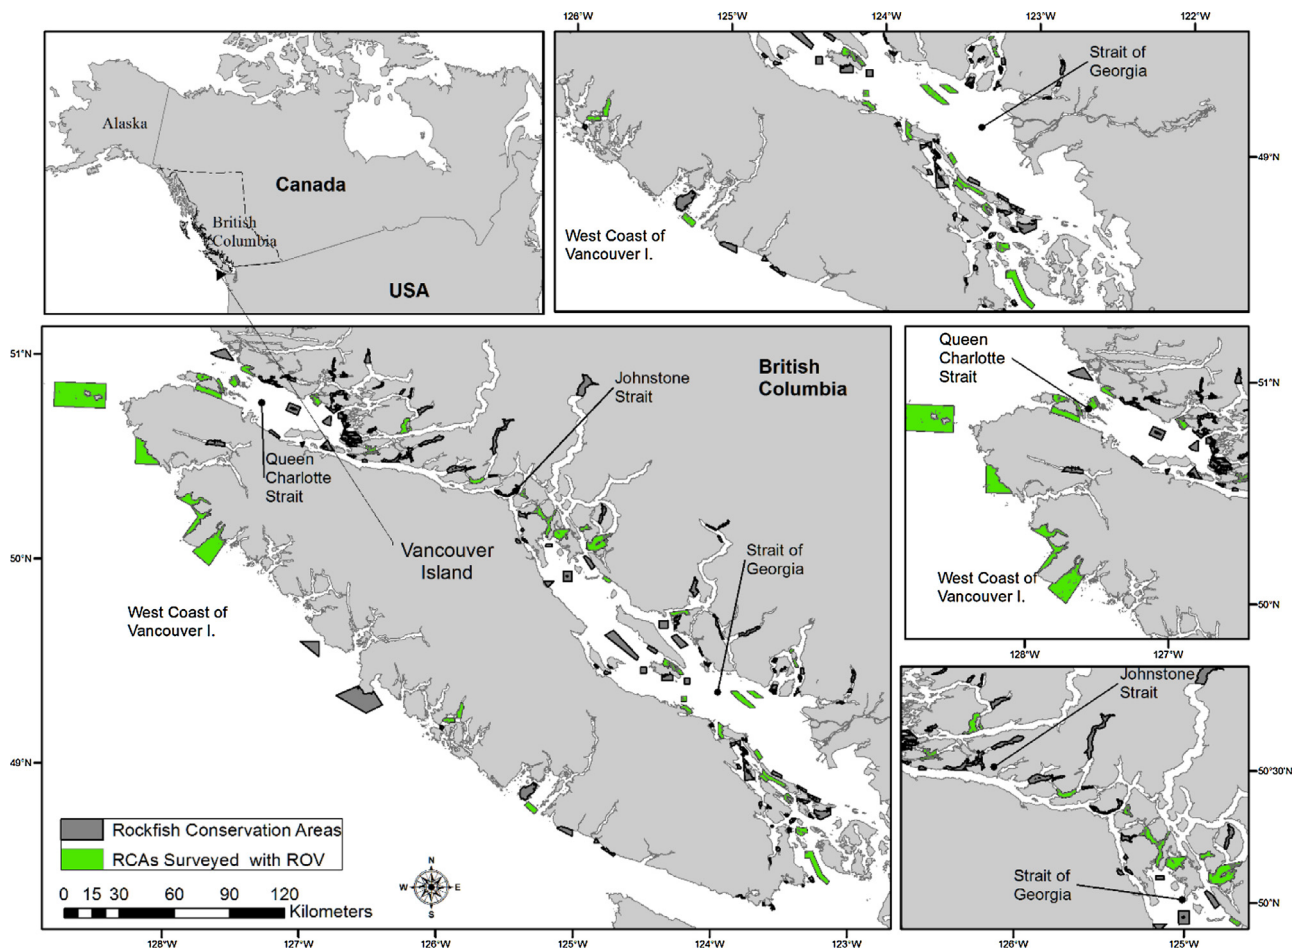 Alaska
Canada
British
Columbia
USA
126°W
125°W
124°W
123°W
122°W
Strait of
Georgia
49°N
West Coast of
Vancouver I.
51°N
50°N
49°N
British
Columbia
Johnstone
Strait
Queen
Charlotte
Strait
Vancouver
Island
Strait of
Georgia
West Coast of
Vancouver I.
Rockfish Conservation Areas
RCAs Surveyed with ROV
0 15 30 60 90 120
Kilometers
N
W E
S
128°W
127°W
126°W
125°W
124°W
123°W
Queen
Charlotte
Strait
51°N
West Coast of
Vancouver I.
50°N
128°W
127°W
Johnstone
Strait
50°30'N
Strait of
Georgia
50°N
126°W
125°W